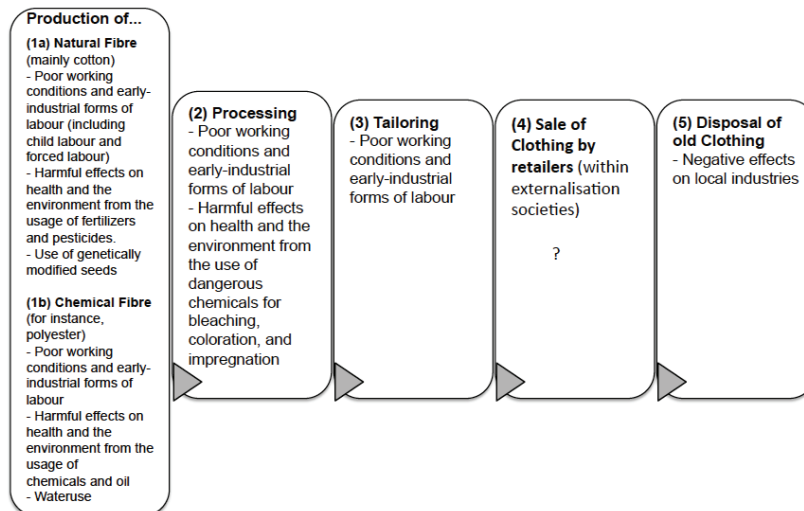 Production of...
(1a) Natural Fibre
(mainly cotton)
- Poor working
conditions and early-
industrial forms of
labour (including
child labour and
forced labour)
- Harmful effects on
health and the
environment from the
usage of fertilizers
and pesticides.
- Use of genetically
modified seeds
(1b) Chemical Fibre
(for instance,
polyester)
- Poor working
conditions and early-
industrial forms of
labour
- Harmful effects on
health and the
environment from the
usage of
chemicals and oil
- Wateruse
(2) Processing
- Poor working
conditions and
early-industrial
forms of labour
- Harmful effects
on health and the
environment from
the use of
dangerous
chemicals for
bleaching,
coloration, and
impregnation
(3) Tailoring
- Poor working
conditions and
early-industrial
forms of labour
(4) Sale of
Clothing by
retailers (within
externalisation
societies)
?
(5) Disposal of
old Clothing
- Negative effects
on local industries